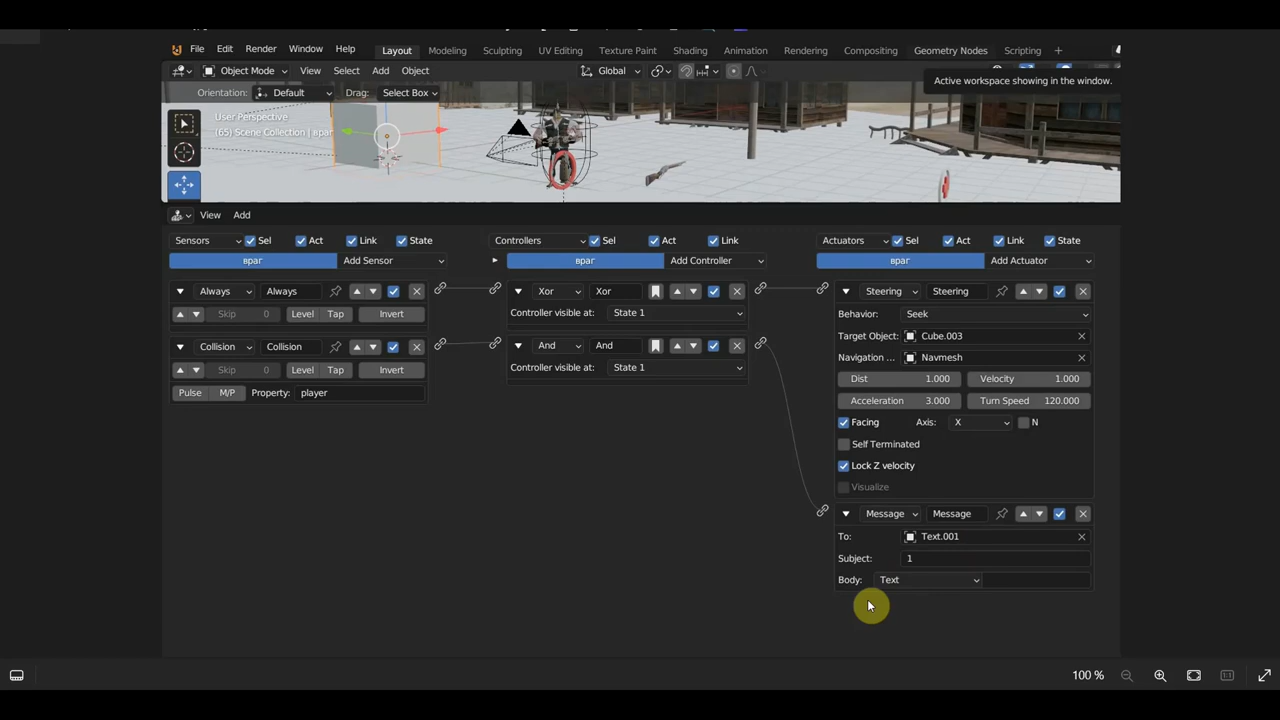 File Edit Render Window Help Layout Modeling Sculpting UV Editing Texture Paint Shading Animation Rendering Compositing Geometry Nodes Scripting +
Object Mode View Select Add Object Global
Active workspace showing in the window.
Orientation: Default Drag: Select Box
User Perspective
(65) Scene Collection | враг
View Add
Sensors Sel Act Link State Controllers Sel Act Link Actuators Sel Act Link State
враг Add Sensor враг Add Controller враг Add Actuator
Always Always Xor Xor Steering Steering
Skip 0 Level Tap Invert Controller visible at: State 1 Behavior: Seek
Target Object: Cube.003
Collision Collision And And
Navigation ... Navmesh
Skip 0 Level Tap Invert Controller visible at: State 1
Dist 1.000 Velocity 1.000
Pulse M/P Property: player
Acceleration 3.000 Turn Speed 120.000
Facing Axis: X N
Self Terminated
Lock Z velocity
Visualize
Message Message
To: Text.001
Subject: 1
Body: Text
100 %